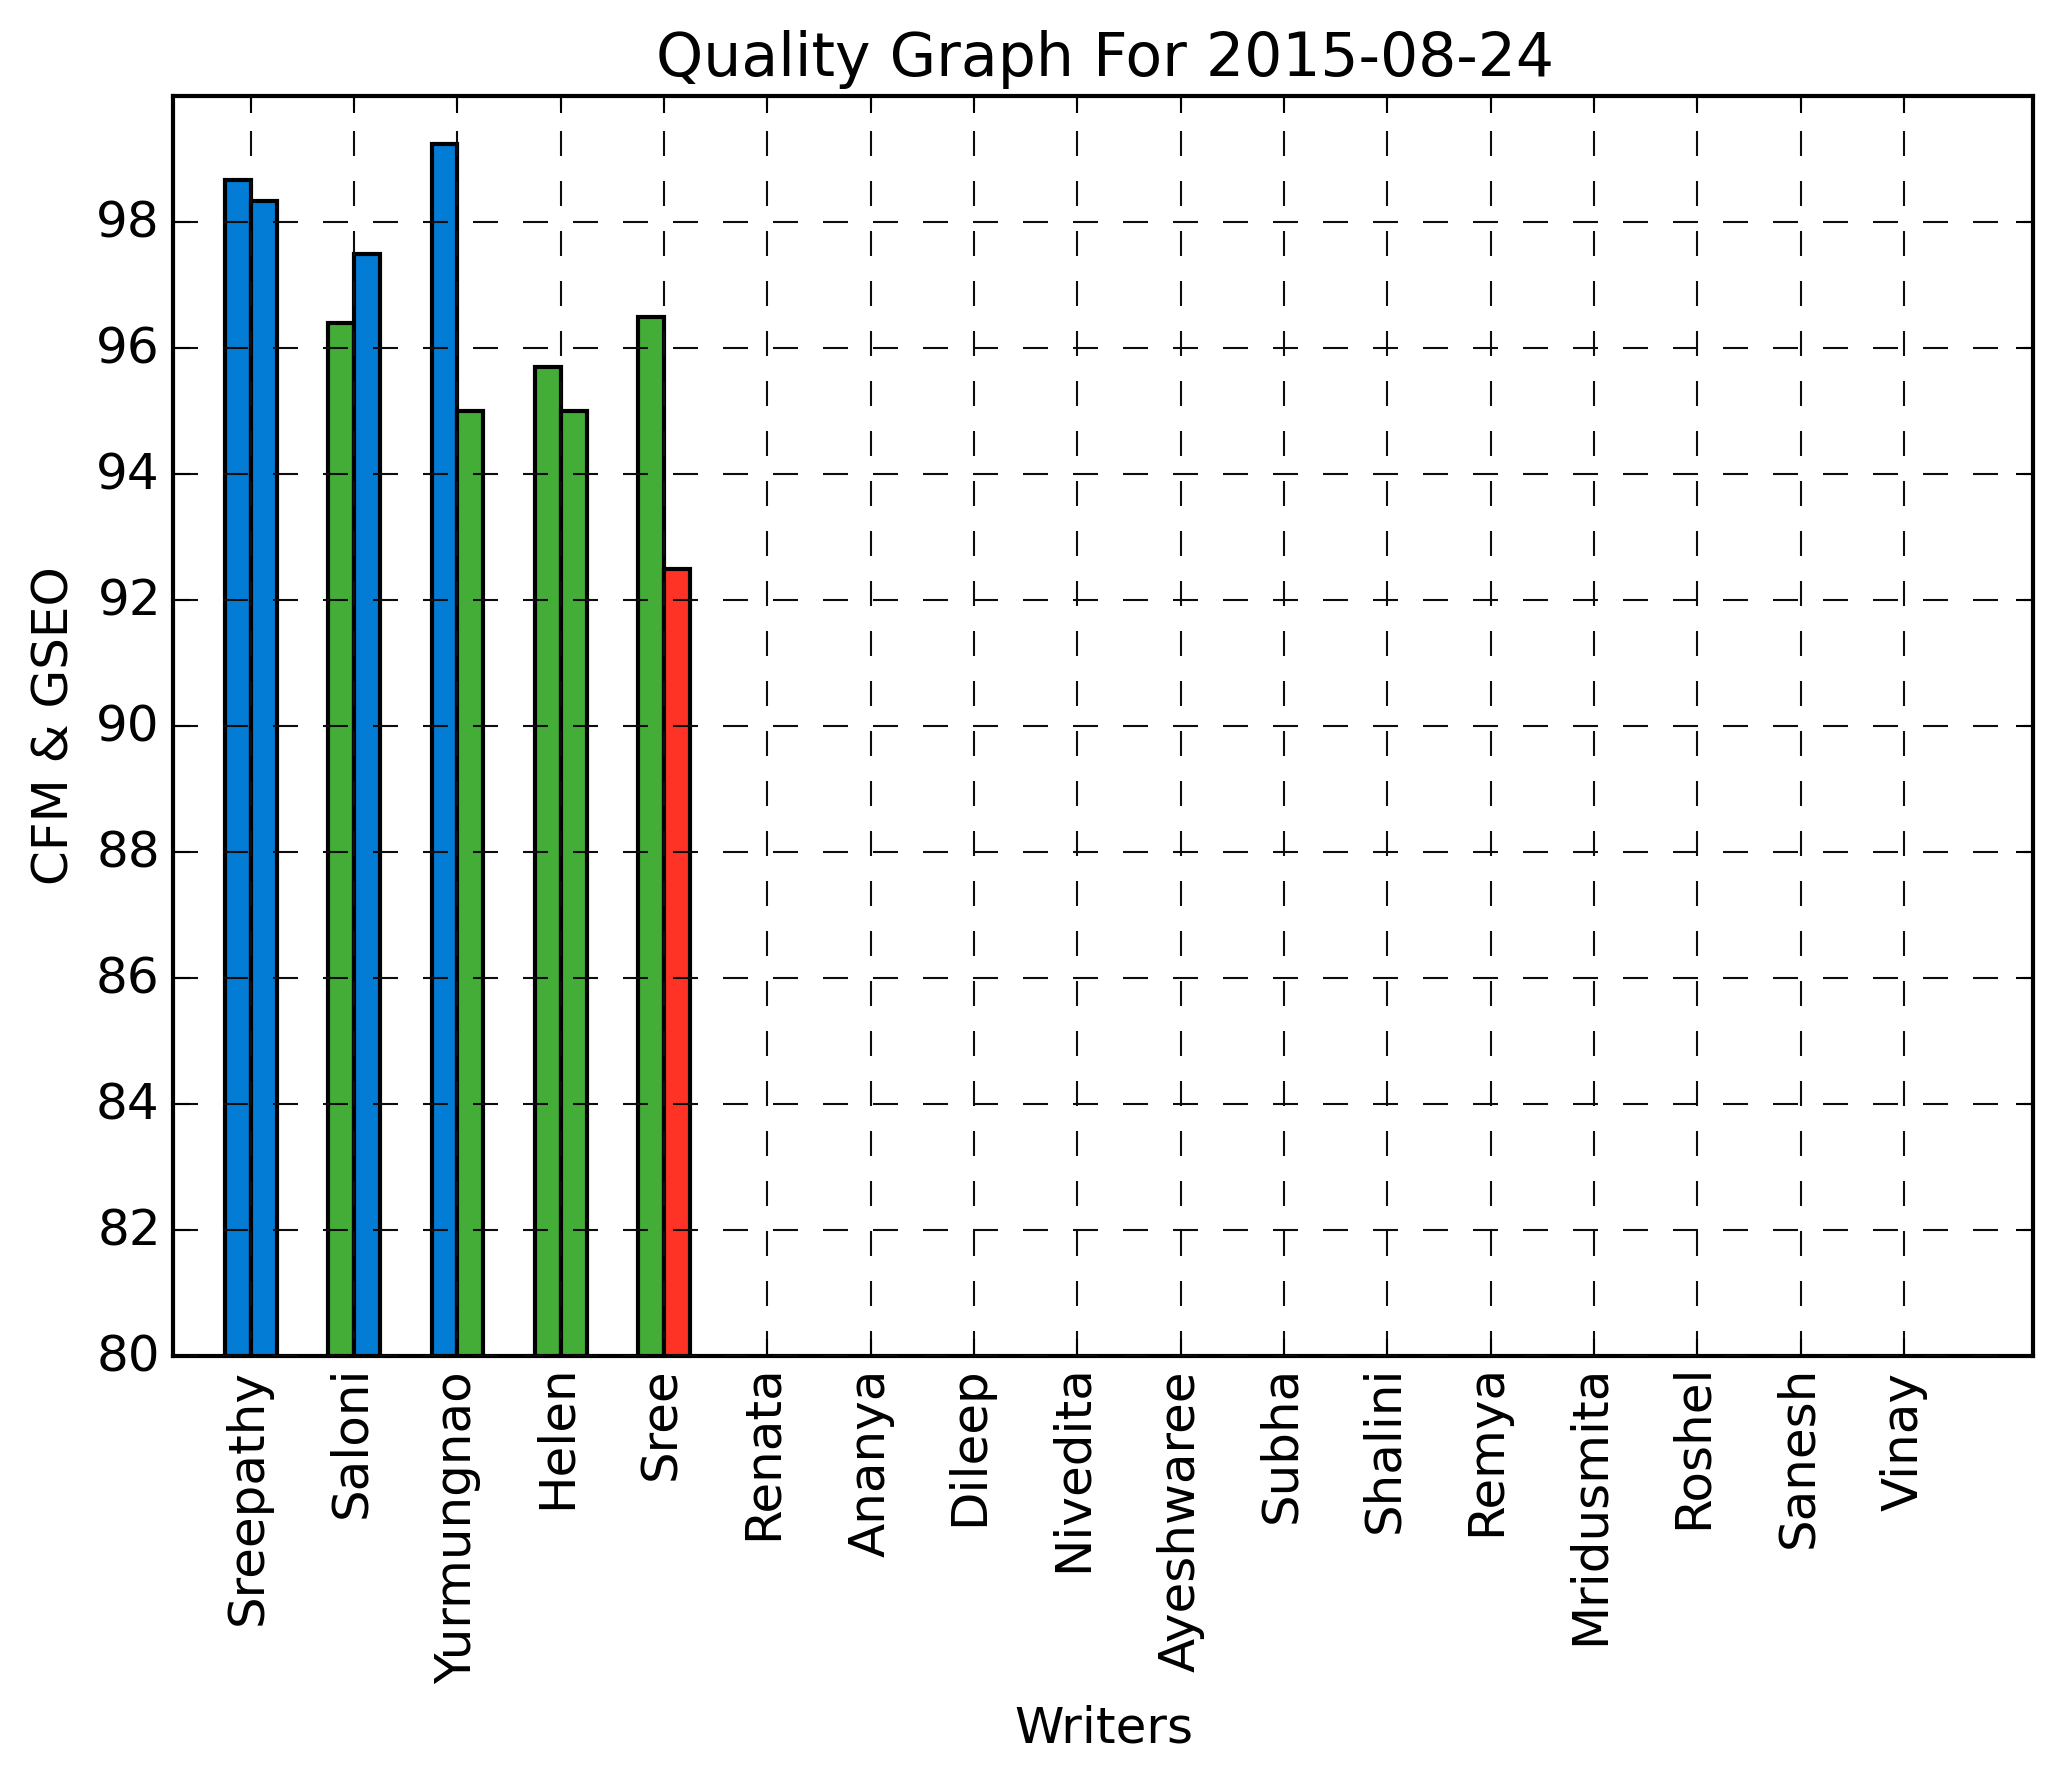 Quality Graph For 2015-08-24
CFM & GSEO
98
96
94
92
90
88
86
84
82
80
Sreepathy
Saloni
Yurmungnao
Helen
Sree
Renata
Ananya
Dileep
Nivedita
Ayeshwaree
Subha
Shalini
Remya
Mridusmita
Roshel
Sanesh
Vinay
Writers